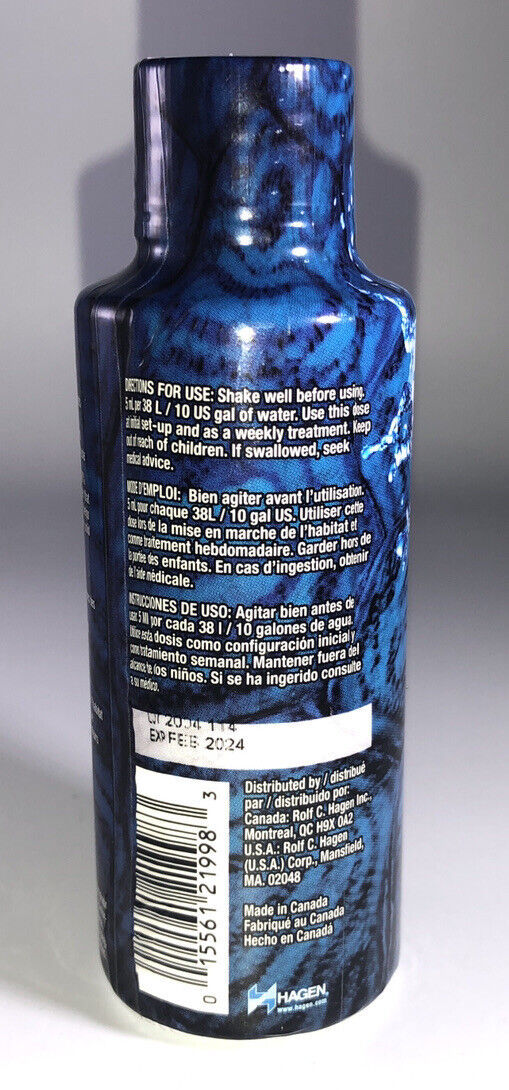 DIRECTIONS FOR USE: Shake well before using.
5 mL per 38 L / 10 US gal of water. Use this dose
at initial set-up and as a weekly treatment. Keep
out of reach of children. If swallowed, seek
medical advice.
MODE D'EMPLOI: Bien agiter avant l'utilisation.
5 mL pour chaque 38L / 10 gal US. Utiliser cette
dose lors de la mise en marche de l'habitat et
comme traitement hebdomadaire. Garder hors de
la portée des enfants. En cas d'ingestion, obtenir
de l'aide médicale.
INSTRUCCIONES DE USO: Agitar bien antes de
usar. 5 Ml por cada 38 l / 10 galones de agua.
Utilice esta dosis como configuración inicial y
como tratamiento semanal. Mantener fuera del
alcance de los niños. Si se ha ingerido consulte
a su médico.
2004 114
EXP FEB 2024
Distributed by / distribué
par / distribuido por:
Canada: Rolf C. Hagen Inc.,
Montreal, QC H9X 0A2
U.S.A.: Rolf C. Hagen
(U.S.A.) Corp., Mansfield,
MA. 02048
Made in Canada
Fabriqué au Canada
Hecho en Canadá
0 15561 21998 3
HAGEN
www.hagen.com